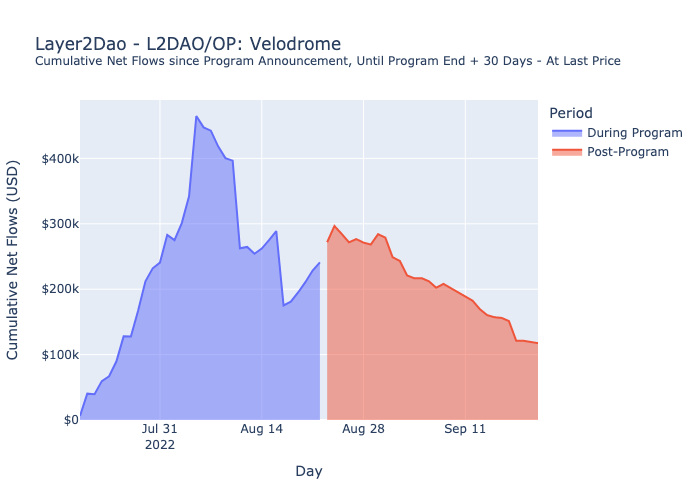 Layer2Dao - L2DAO/OP: Velodrome
Cumulative Net Flows since Program Announcement, Until Program End + 30 Days - At Last Price
Period
During Program
Post-Program
Cumulative Net Flows (USD)
$400k
$300k
$200k
$100k
$0
Jul 31
2022
Aug 14
Aug 28
Sep 11
Day